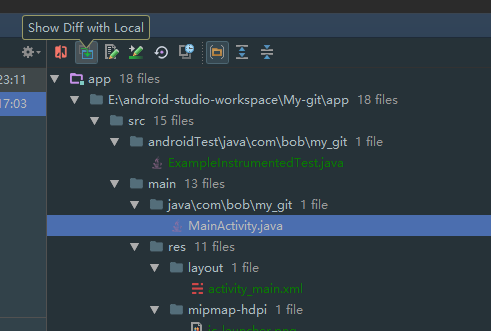 Show Diff with Local
23:11
17:03
app 18 files
E:\android-studio-workspace\My-git\app 18 files
src 15 files
androidTest\java\com\bob\my_git 1 file
ExampleInstrumentedTest.java
main 13 files
java\com\bob\my_git 1 file
MainActivity.java
res 11 files
layout 1 file
activity_main.xml
mipmap-hdpi 1 file
ic_launcher.png